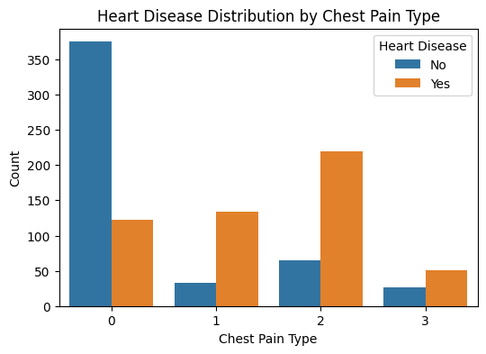 Heart Disease Distribution by Chest Pain Type
Heart Disease
No
Yes
Count
350
300
250
200
150
100
50
0
0 1 2 3
Chest Pain Type